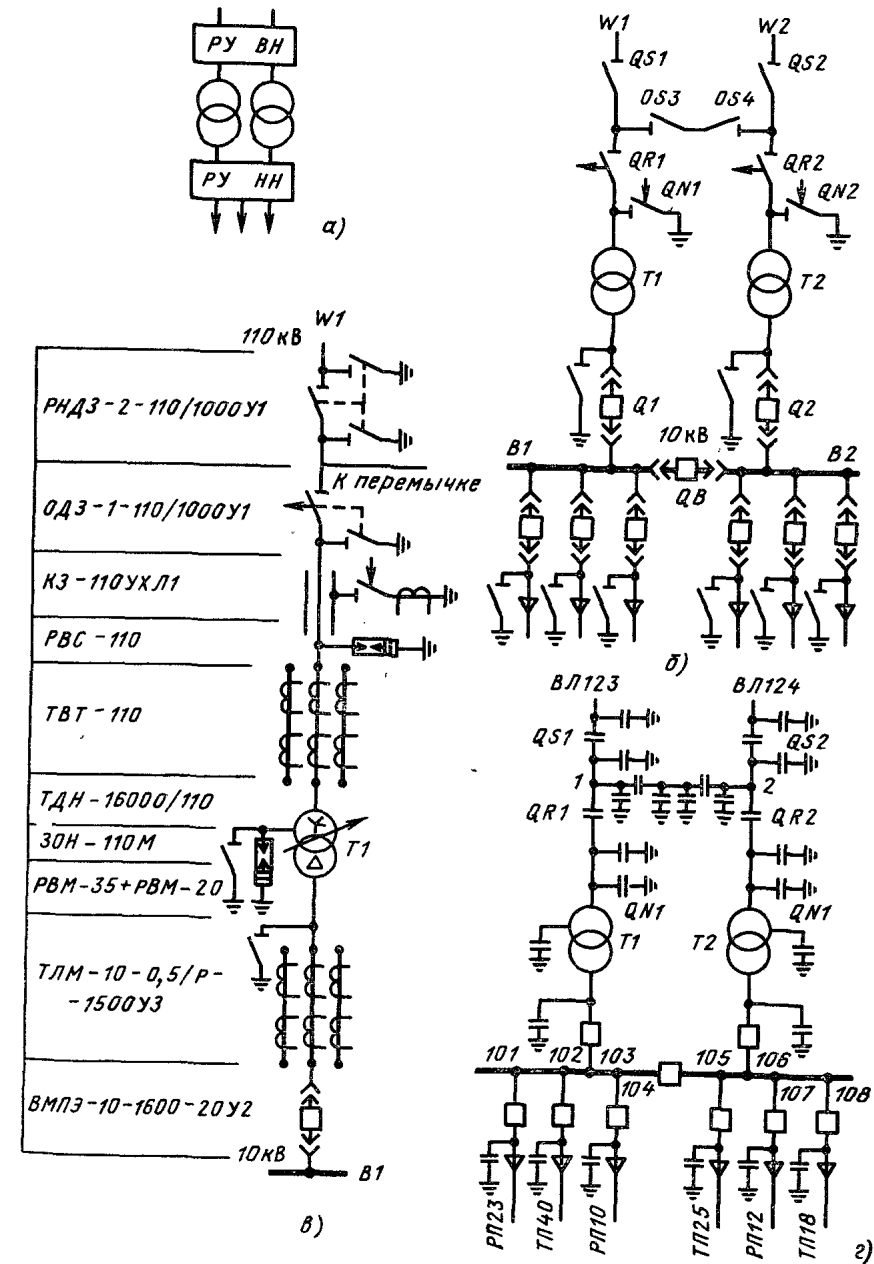 РУ ВН
РУ НН
а)
W1
W2
QS1
QS2
QS3
QS4
QR1
QR2
QN1
QN2
T1
T2
Q1
Q2
10 кВ
B1
B2
QB
б)
W1
110 кВ
РНДЗ-2-110/1000У1
К перемычке
ОДЗ-1-110/1000У1
КЗ-110УХЛ1
РВС-110
ТВТ-110
ТДН-16000/110
ЗОН-110М
T1
РВМ-35+РВМ-20
ТЛМ-10-0,5/Р-
-1500У3
ВМПЭ-10-1600-20У2
10 кВ
B1
в)
ВЛ123
ВЛ124
QS1
QS2
1
2
QR1
QR2
QN1
QN1
T1
T2
101
102
103
104
105
106
107
108
РП23
ТП40
РП10
ТП25
РП12
ТП18
г)